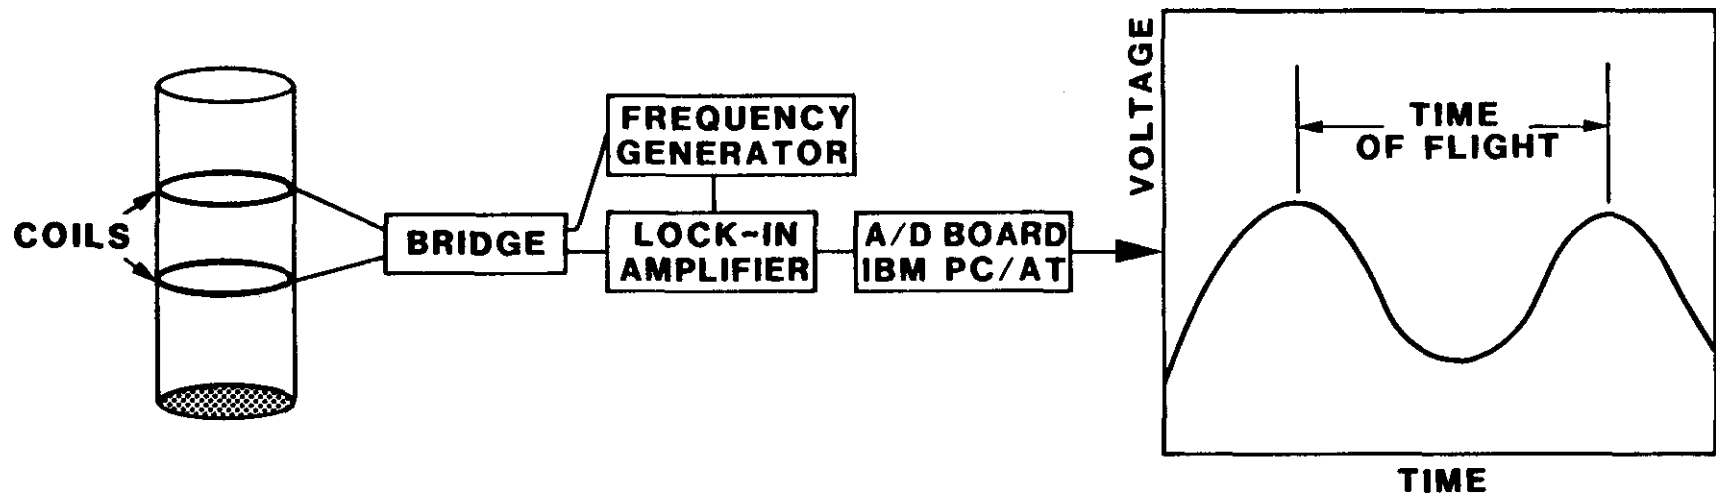 COILS
BRIDGE
FREQUENCY
GENERATOR
LOCK-IN
AMPLIFIER
A/D BOARD
IBM PC/AT
VOLTAGE
TIME
OF FLIGHT
TIME